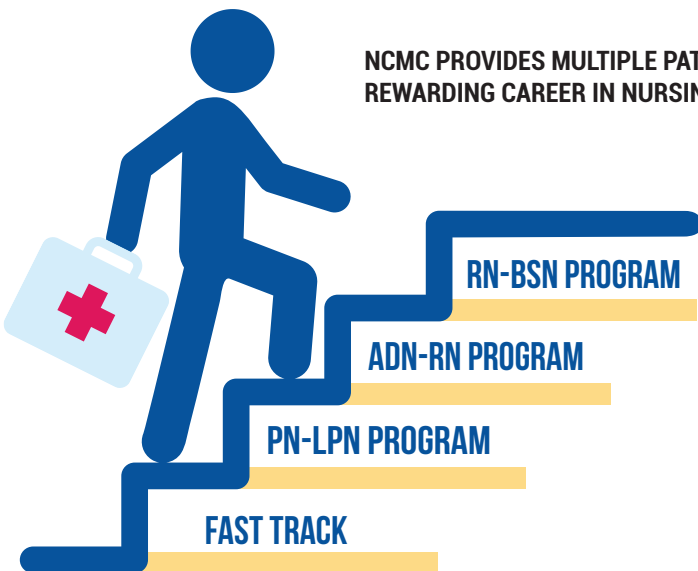 NCMC PROVIDES MULTIPLE PAT
REWARDING CAREER IN NURSIN
RN-BSN PROGRAM
ADN-RN PROGRAM
PN-LPN PROGRAM
FAST TRACK